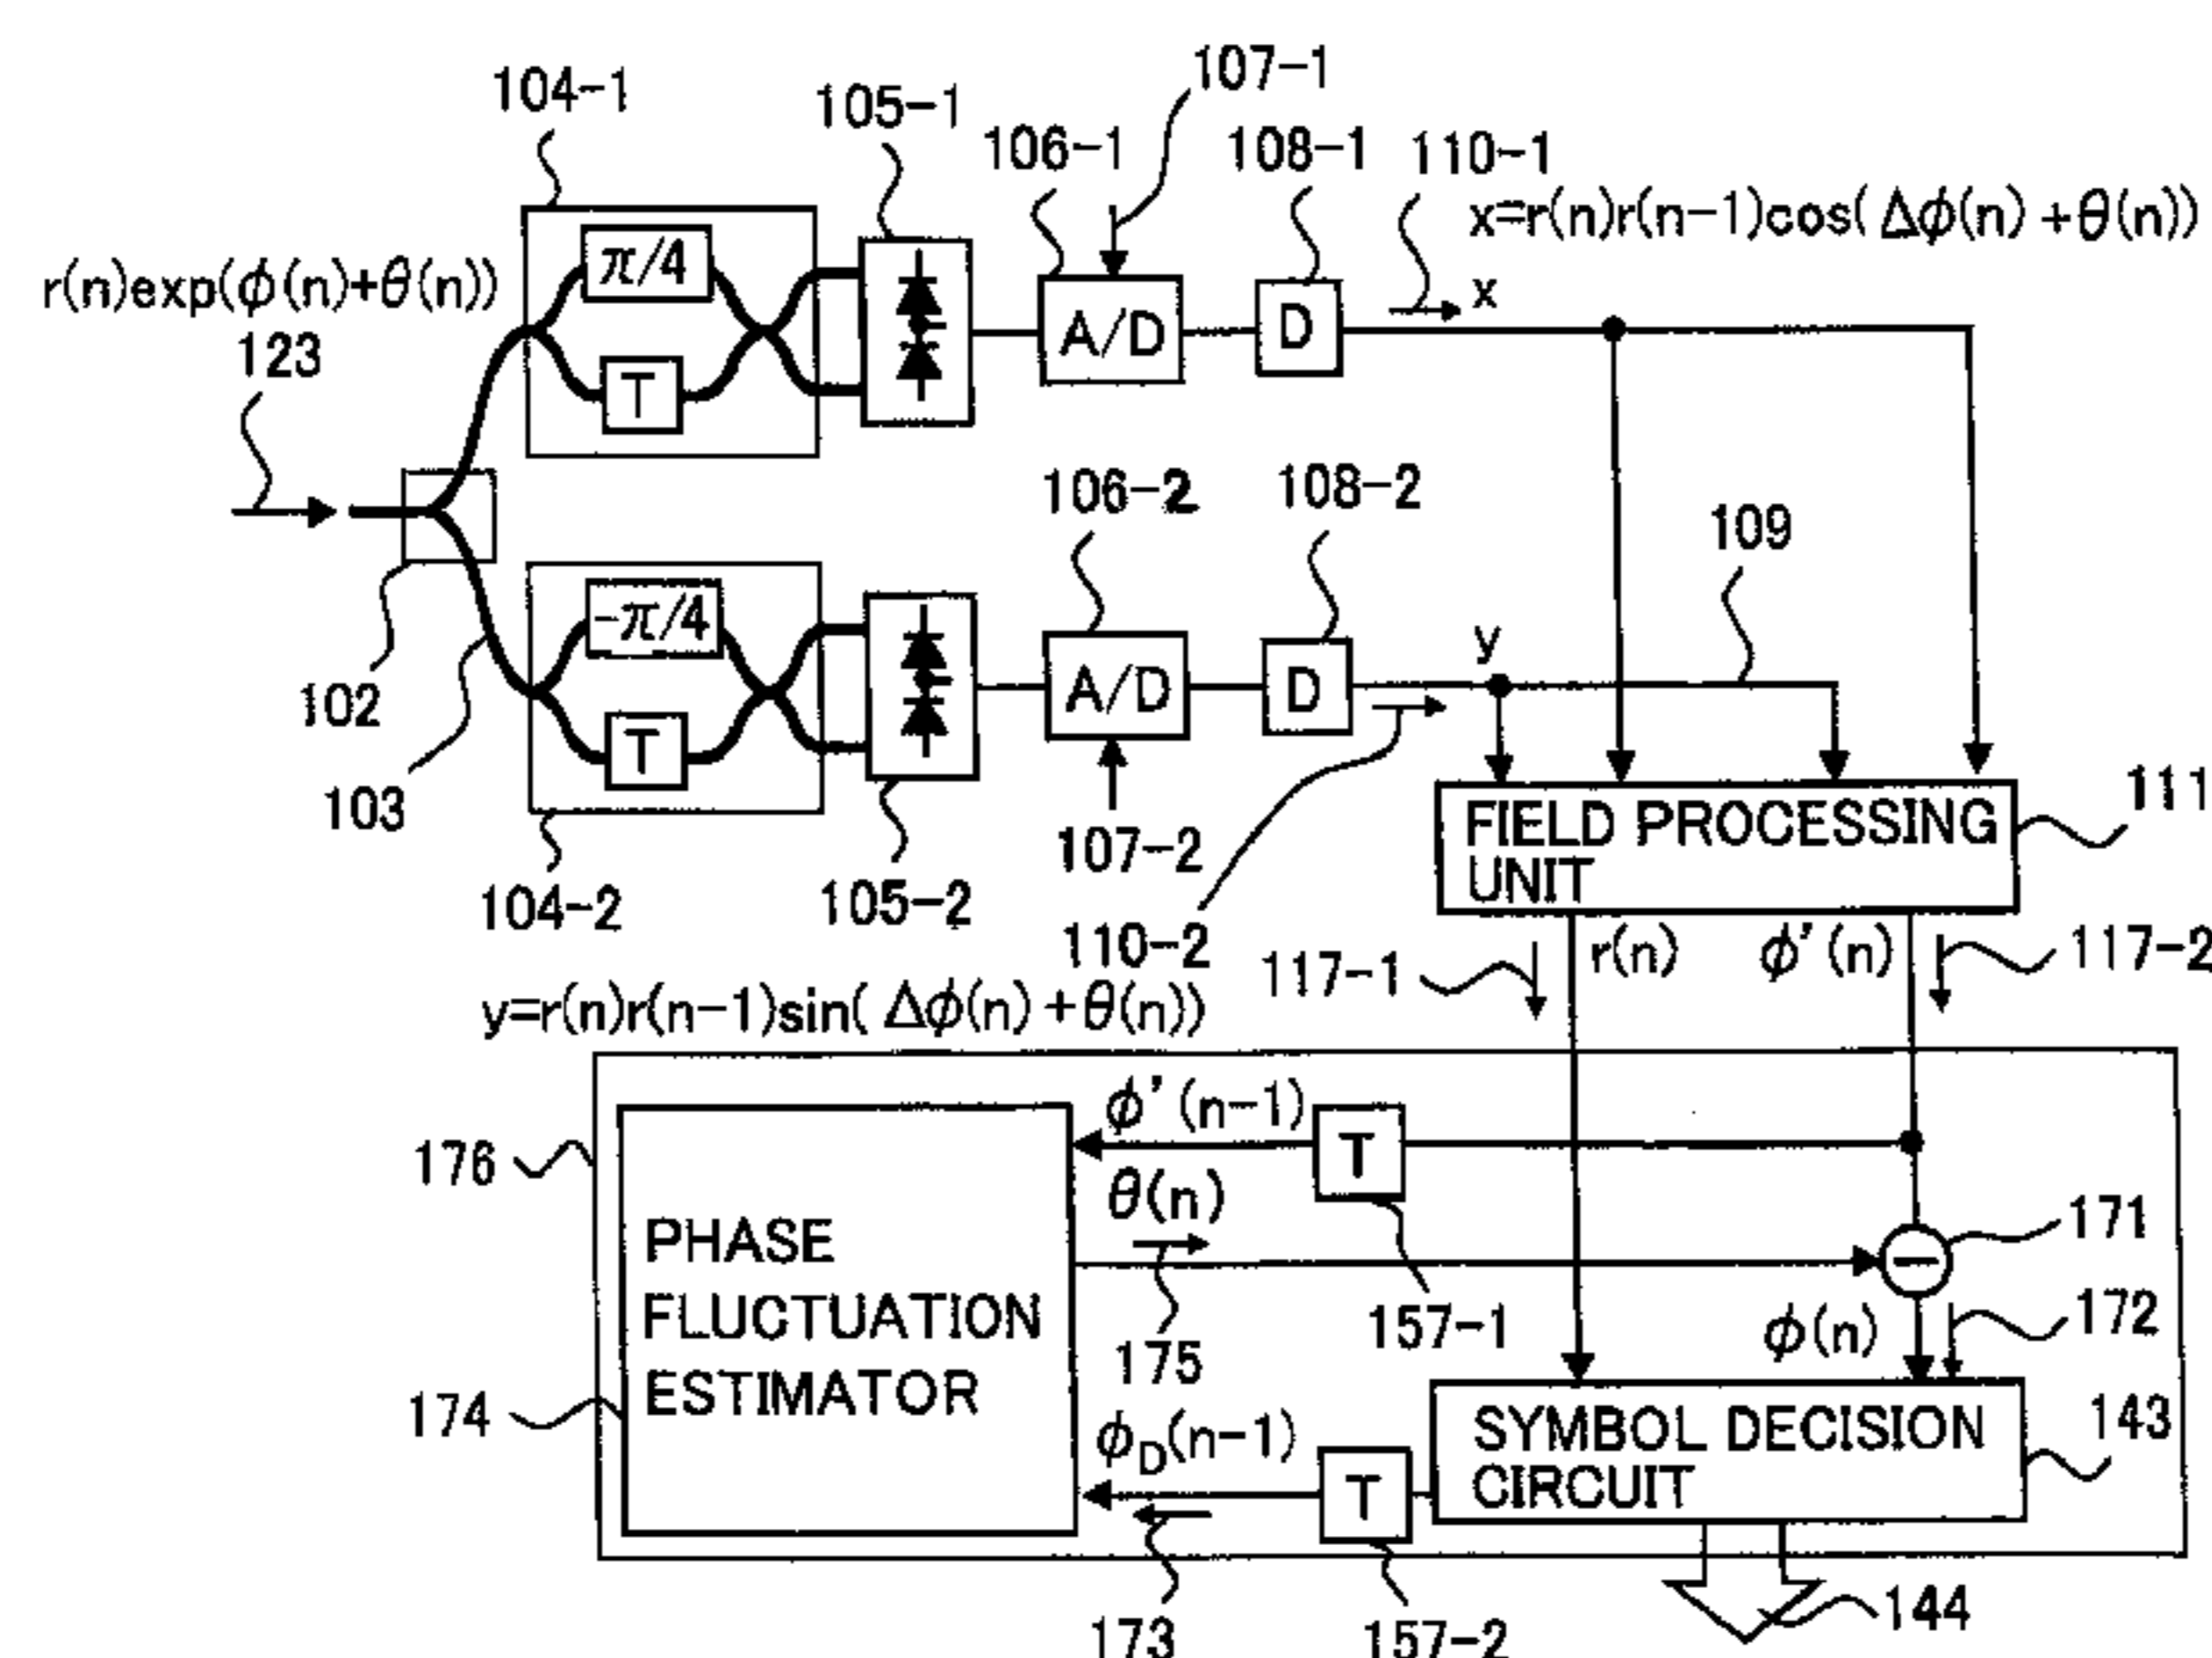 107-1
104-1
105-1
106-1
108-1
110-1
x=r(n)r(n-1)cos( Δϕ(n) +θ(n))
π/4
r(n)exp(ϕ(n)+θ(n))
x
A/D
D
123
T
106-2
108-2
109
-π/4
y
A/D
D
102
T
103
107-2
FIELD PROCESSING
UNIT
111
104-2
105-2
110-2
117-1
r(n)
ϕ'(n)
117-2
y=r(n)r(n-1)sin( Δϕ(n) +θ(n))
ϕ'(n-1)
T
176
θ(n)
171
PHASE
FLUCTUATION
ESTIMATOR
157-1
ϕ(n)
172
175
174
ϕD(n-1)
T
SYMBOL DECISION
CIRCUIT
143
173
157-2
144